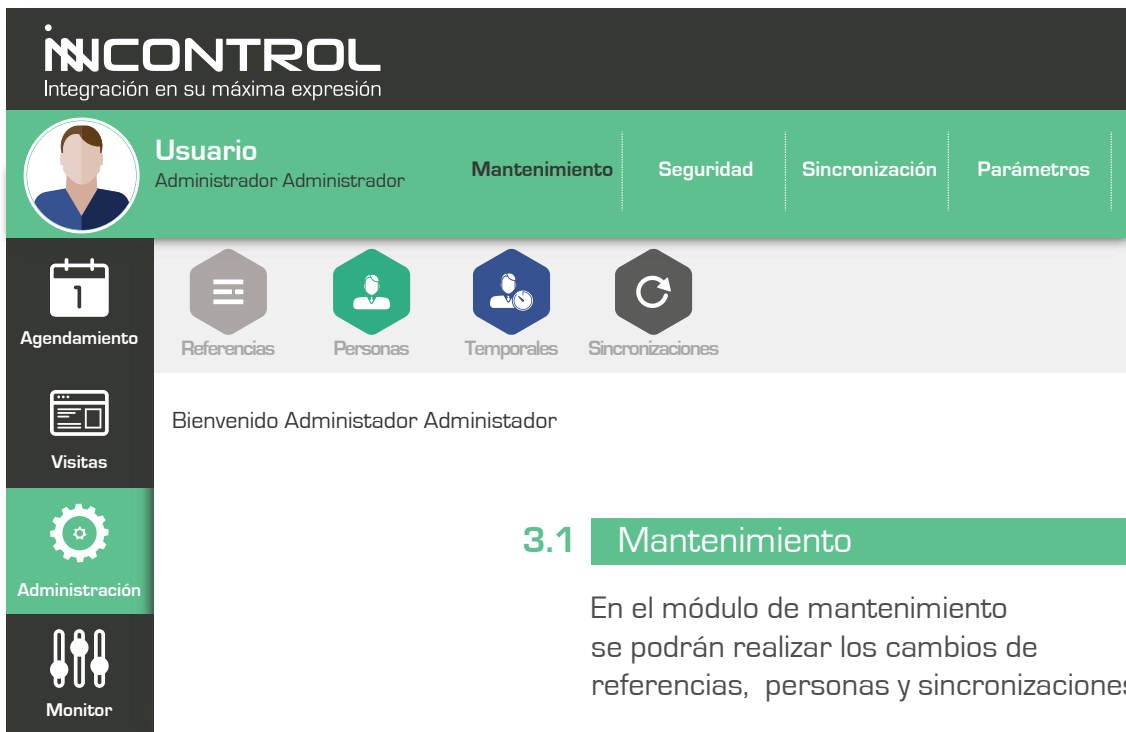 INNCONTROL
Integración en su máxima expresión
Usuario
Administrador Administrador
Mantenimiento
Seguridad
Sincronización
Parámetros
1
Agendamiento
Referencias
Personas
Temporales
Sincronizaciones
Visitas
Bienvenido Administador Administador
Administración
3.1 Mantenimiento
En el módulo de mantenimiento
se podrán realizar los cambios de
referencias, personas y sincronizaciones
Monitor